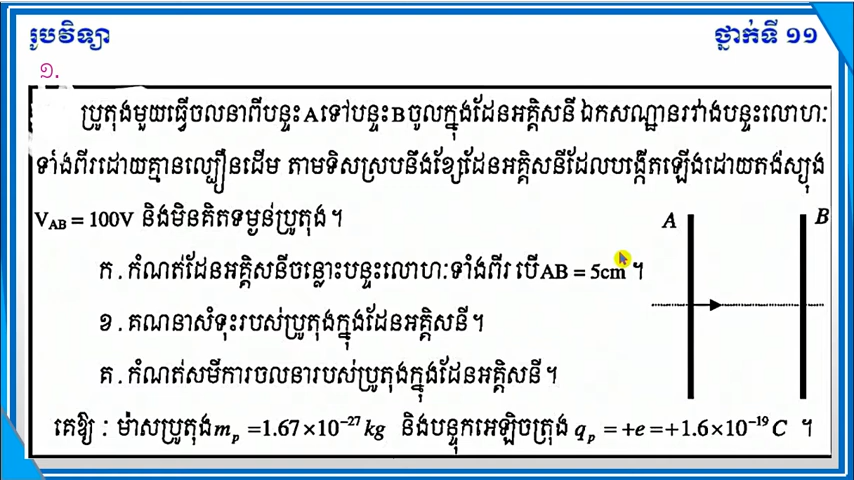 រូបវិទ្យា
ថ្នាក់ទី ១១
១.
ប្រូតុងមួយធ្វើចលនាពីបន្ទះAទៅបន្ទះBចូលក្នុងដែនអគ្គិសនី ឯកសណ្ឋានរវាងបន្ទះលោហៈ
ទាំងពីរដោយគ្មានល្បឿនដើម តាមទិសស្របនឹងខ្សែដែនអគ្គិសនីដែលបង្កើតឡើងដោយតង់ស្យុង
V_AB = 100V និងមិនគិតទម្ងន់ប្រូតុង។
A
B
ក . កំណត់ដែនអគ្គិសនីចន្លោះបន្ទះលោហៈទាំងពីរ បើAB = 5cm ។
ខ . គណនាសំទុះរបស់ប្រូតុងក្នុងដែនអគ្គិសនី។
គ . កំណត់សមីការចលនារបស់ប្រូតុងក្នុងដែនអគ្គិសនី។
គេឱ្យ : ម៉ាសប្រូតុង m_p =1.67×10⁻²⁷ kg និងបន្ទុកអេឡិចត្រុង q_p = +e = +1.6×10⁻¹⁹ C ។